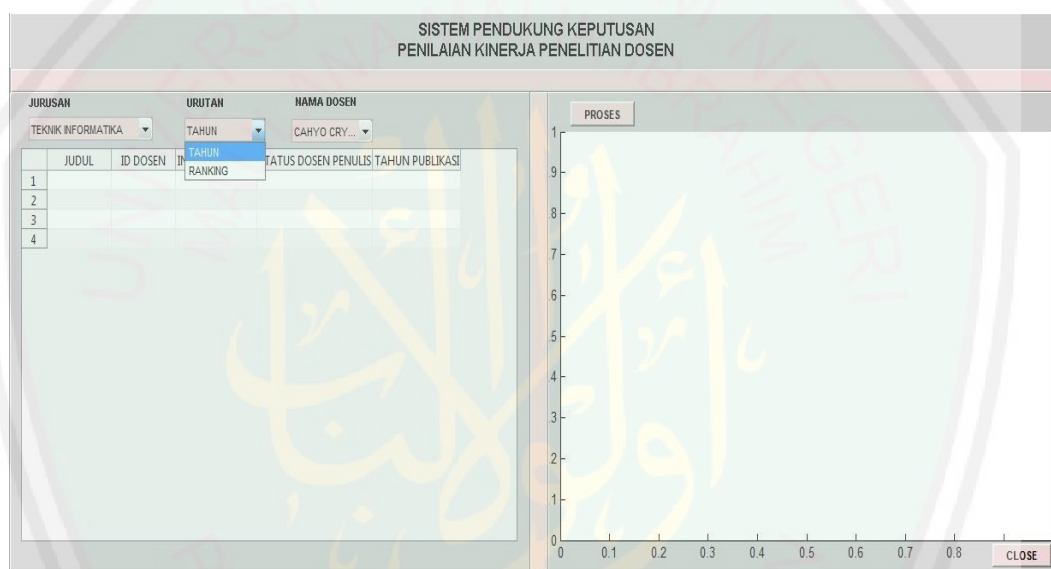 SISTEM PENDUKUNG KEPUTUSAN
PENILAIAN KINERJA PENELITIAN DOSEN
JURUSAN URUTAN NAMA DOSEN
TEKNIK INFORMATIKA TAHUN CAHYO CRY...
TAHUN
RANKING
JUDUL ID DOSEN TATUS DOSEN PENULIS TAHUN PUBLIKASI
1
2
3
4
PROSES
1
.9
.8
.7
.6
.5
.4
.3
.2
.1
0
0 0.1 0.2 0.3 0.4 0.5 0.6 0.7 0.8
CLOSE